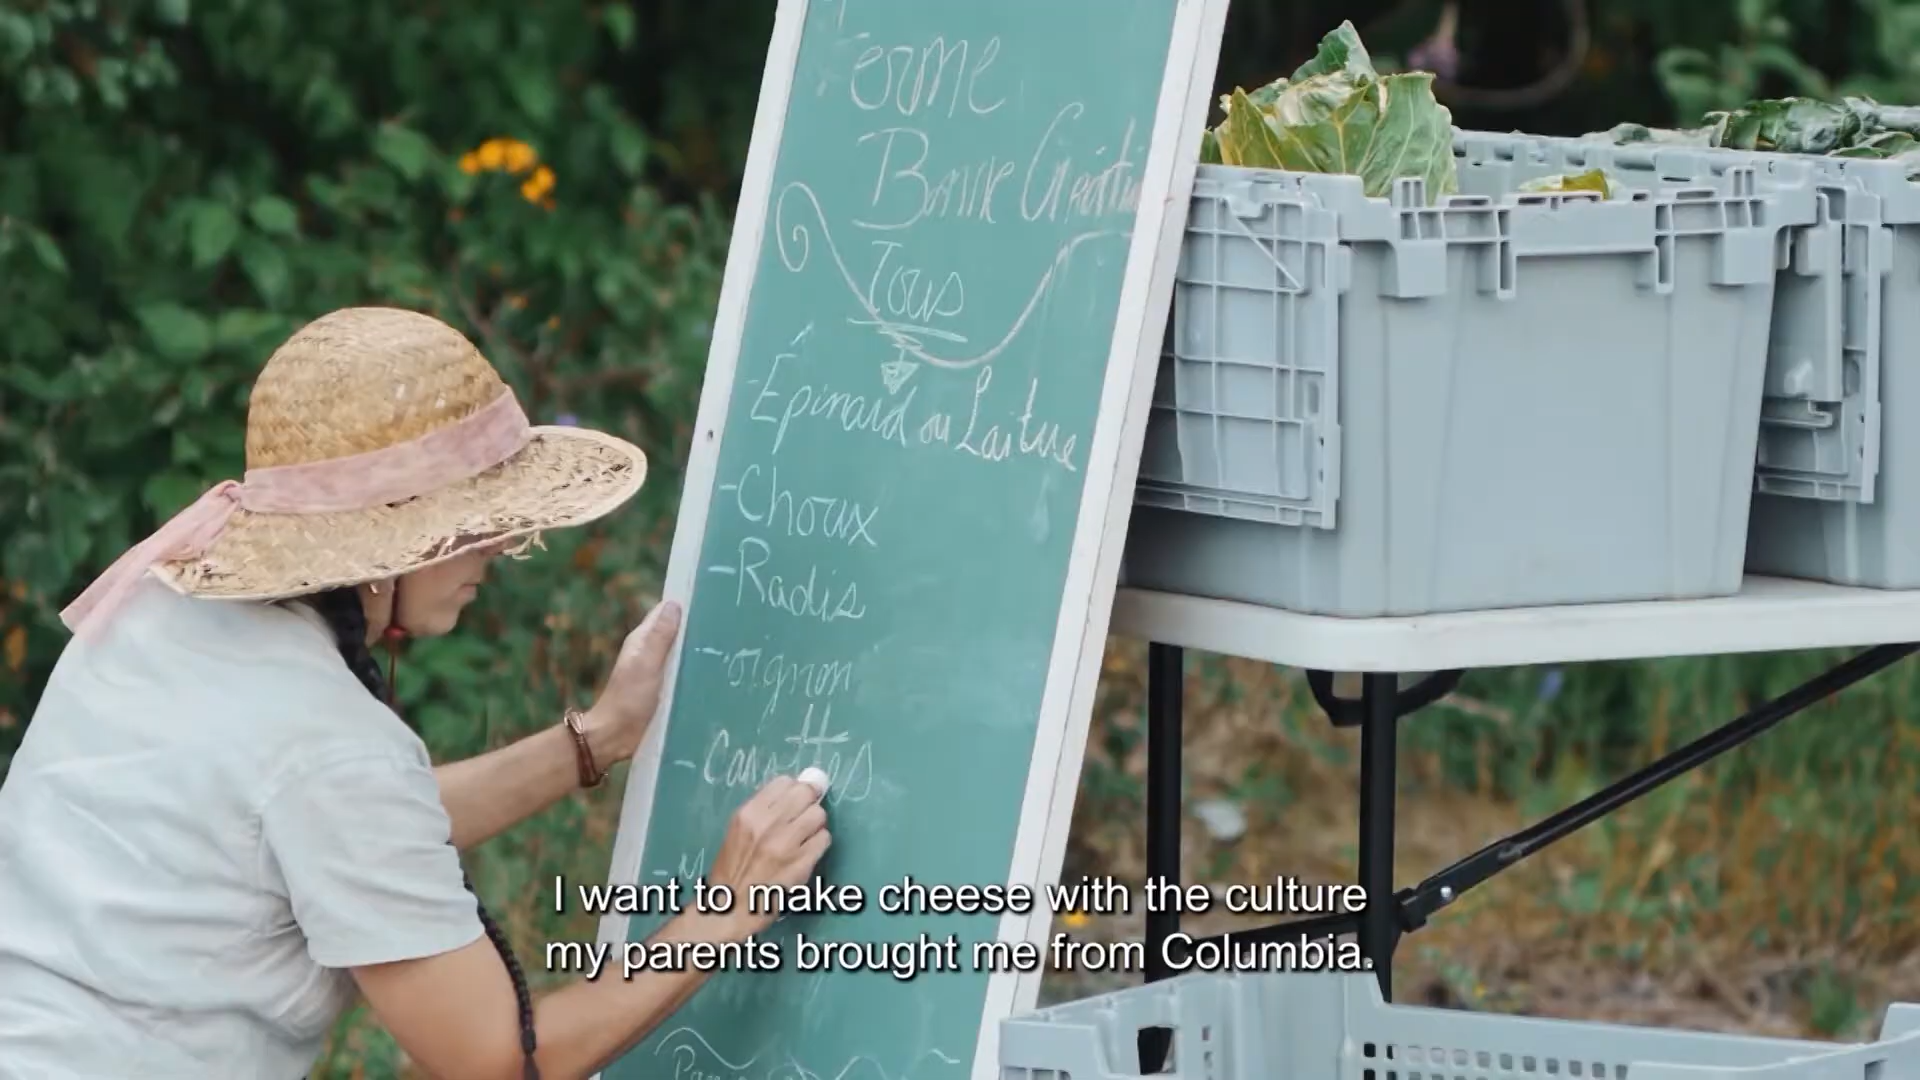 Ferme
Bonne
Tous
-Épinard ou Laitue
-Choux
-Radis
-oignon
-carottes
I want to make cheese with the culture
my parents brought me from Columbia.